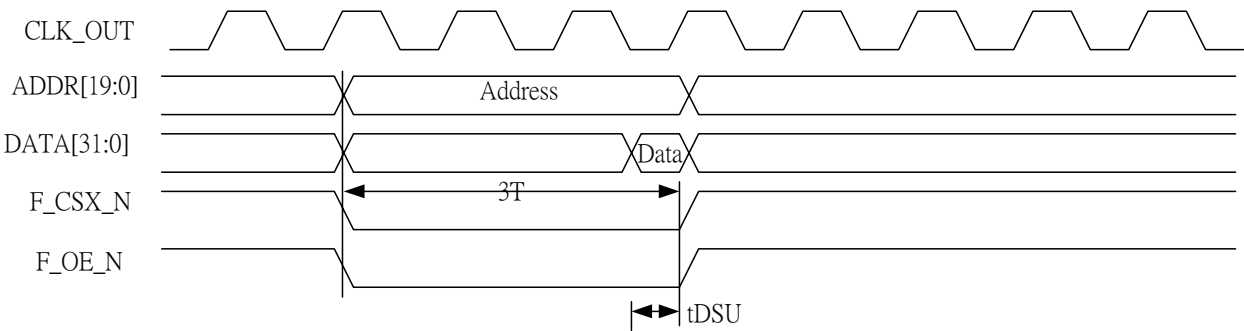 CLK_OUT
ADDR[19:0]
Address
DATA[31:0]
Data
3T
F_CSX_N
F_OE_N
tDSU